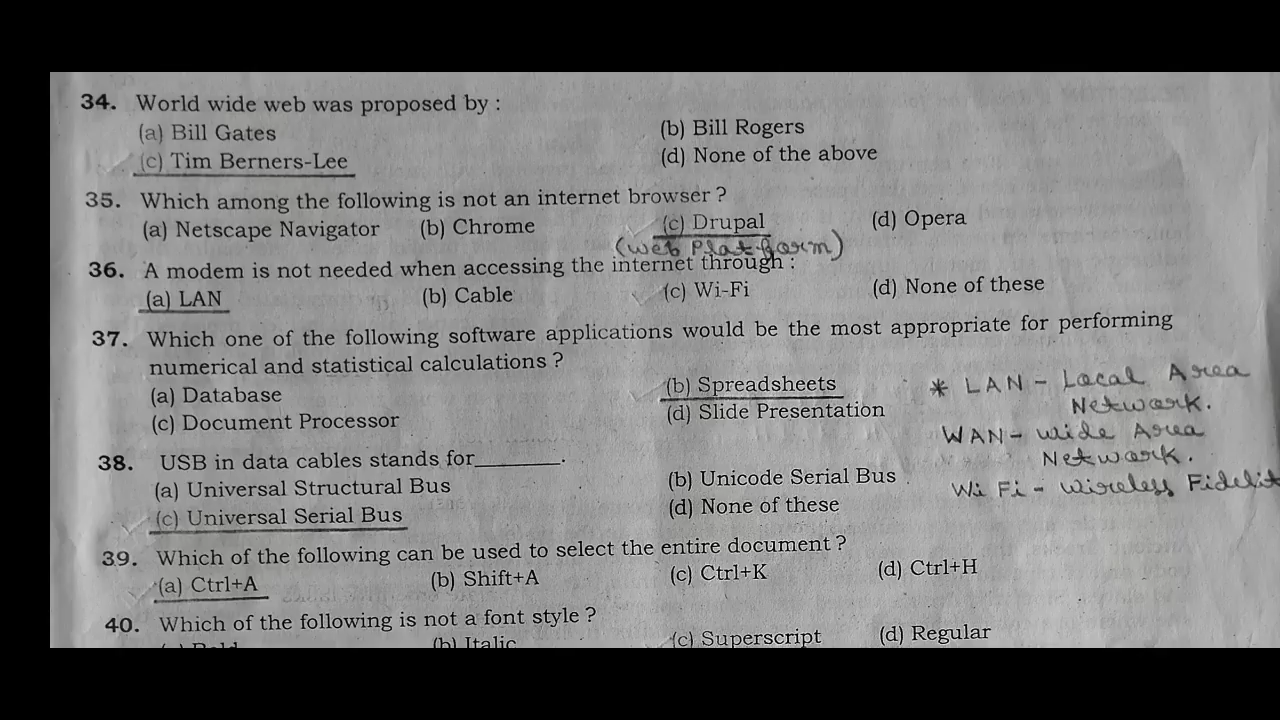 34. World wide web was proposed by :
(a) Bill Gates (b) Bill Rogers
(c) Tim Berners-Lee (d) None of the above
35. Which among the following is not an internet browser ?
(a) Netscape Navigator (b) Chrome (c) Drupal (d) Opera
(Web Platform)
36. A modem is not needed when accessing the internet through :
(a) LAN (b) Cable (c) Wi-Fi (d) None of these
37. Which one of the following software applications would be the most appropriate for performing
numerical and statistical calculations ?
(a) Database (b) Spreadsheets
(c) Document Processor (d) Slide Presentation
* LAN - Local Area
Network.
WAN - Wide Area
Network.
Wi Fi - Wireless Fidelit
38. USB in data cables stands for________.
(a) Universal Structural Bus (b) Unicode Serial Bus
(c) Universal Serial Bus (d) None of these
39. Which of the following can be used to select the entire document ?
(a) Ctrl+A (b) Shift+A (c) Ctrl+K (d) Ctrl+H
40. Which of the following is not a font style ?
(a) Bold (b) Italic (c) Superscript (d) Regular